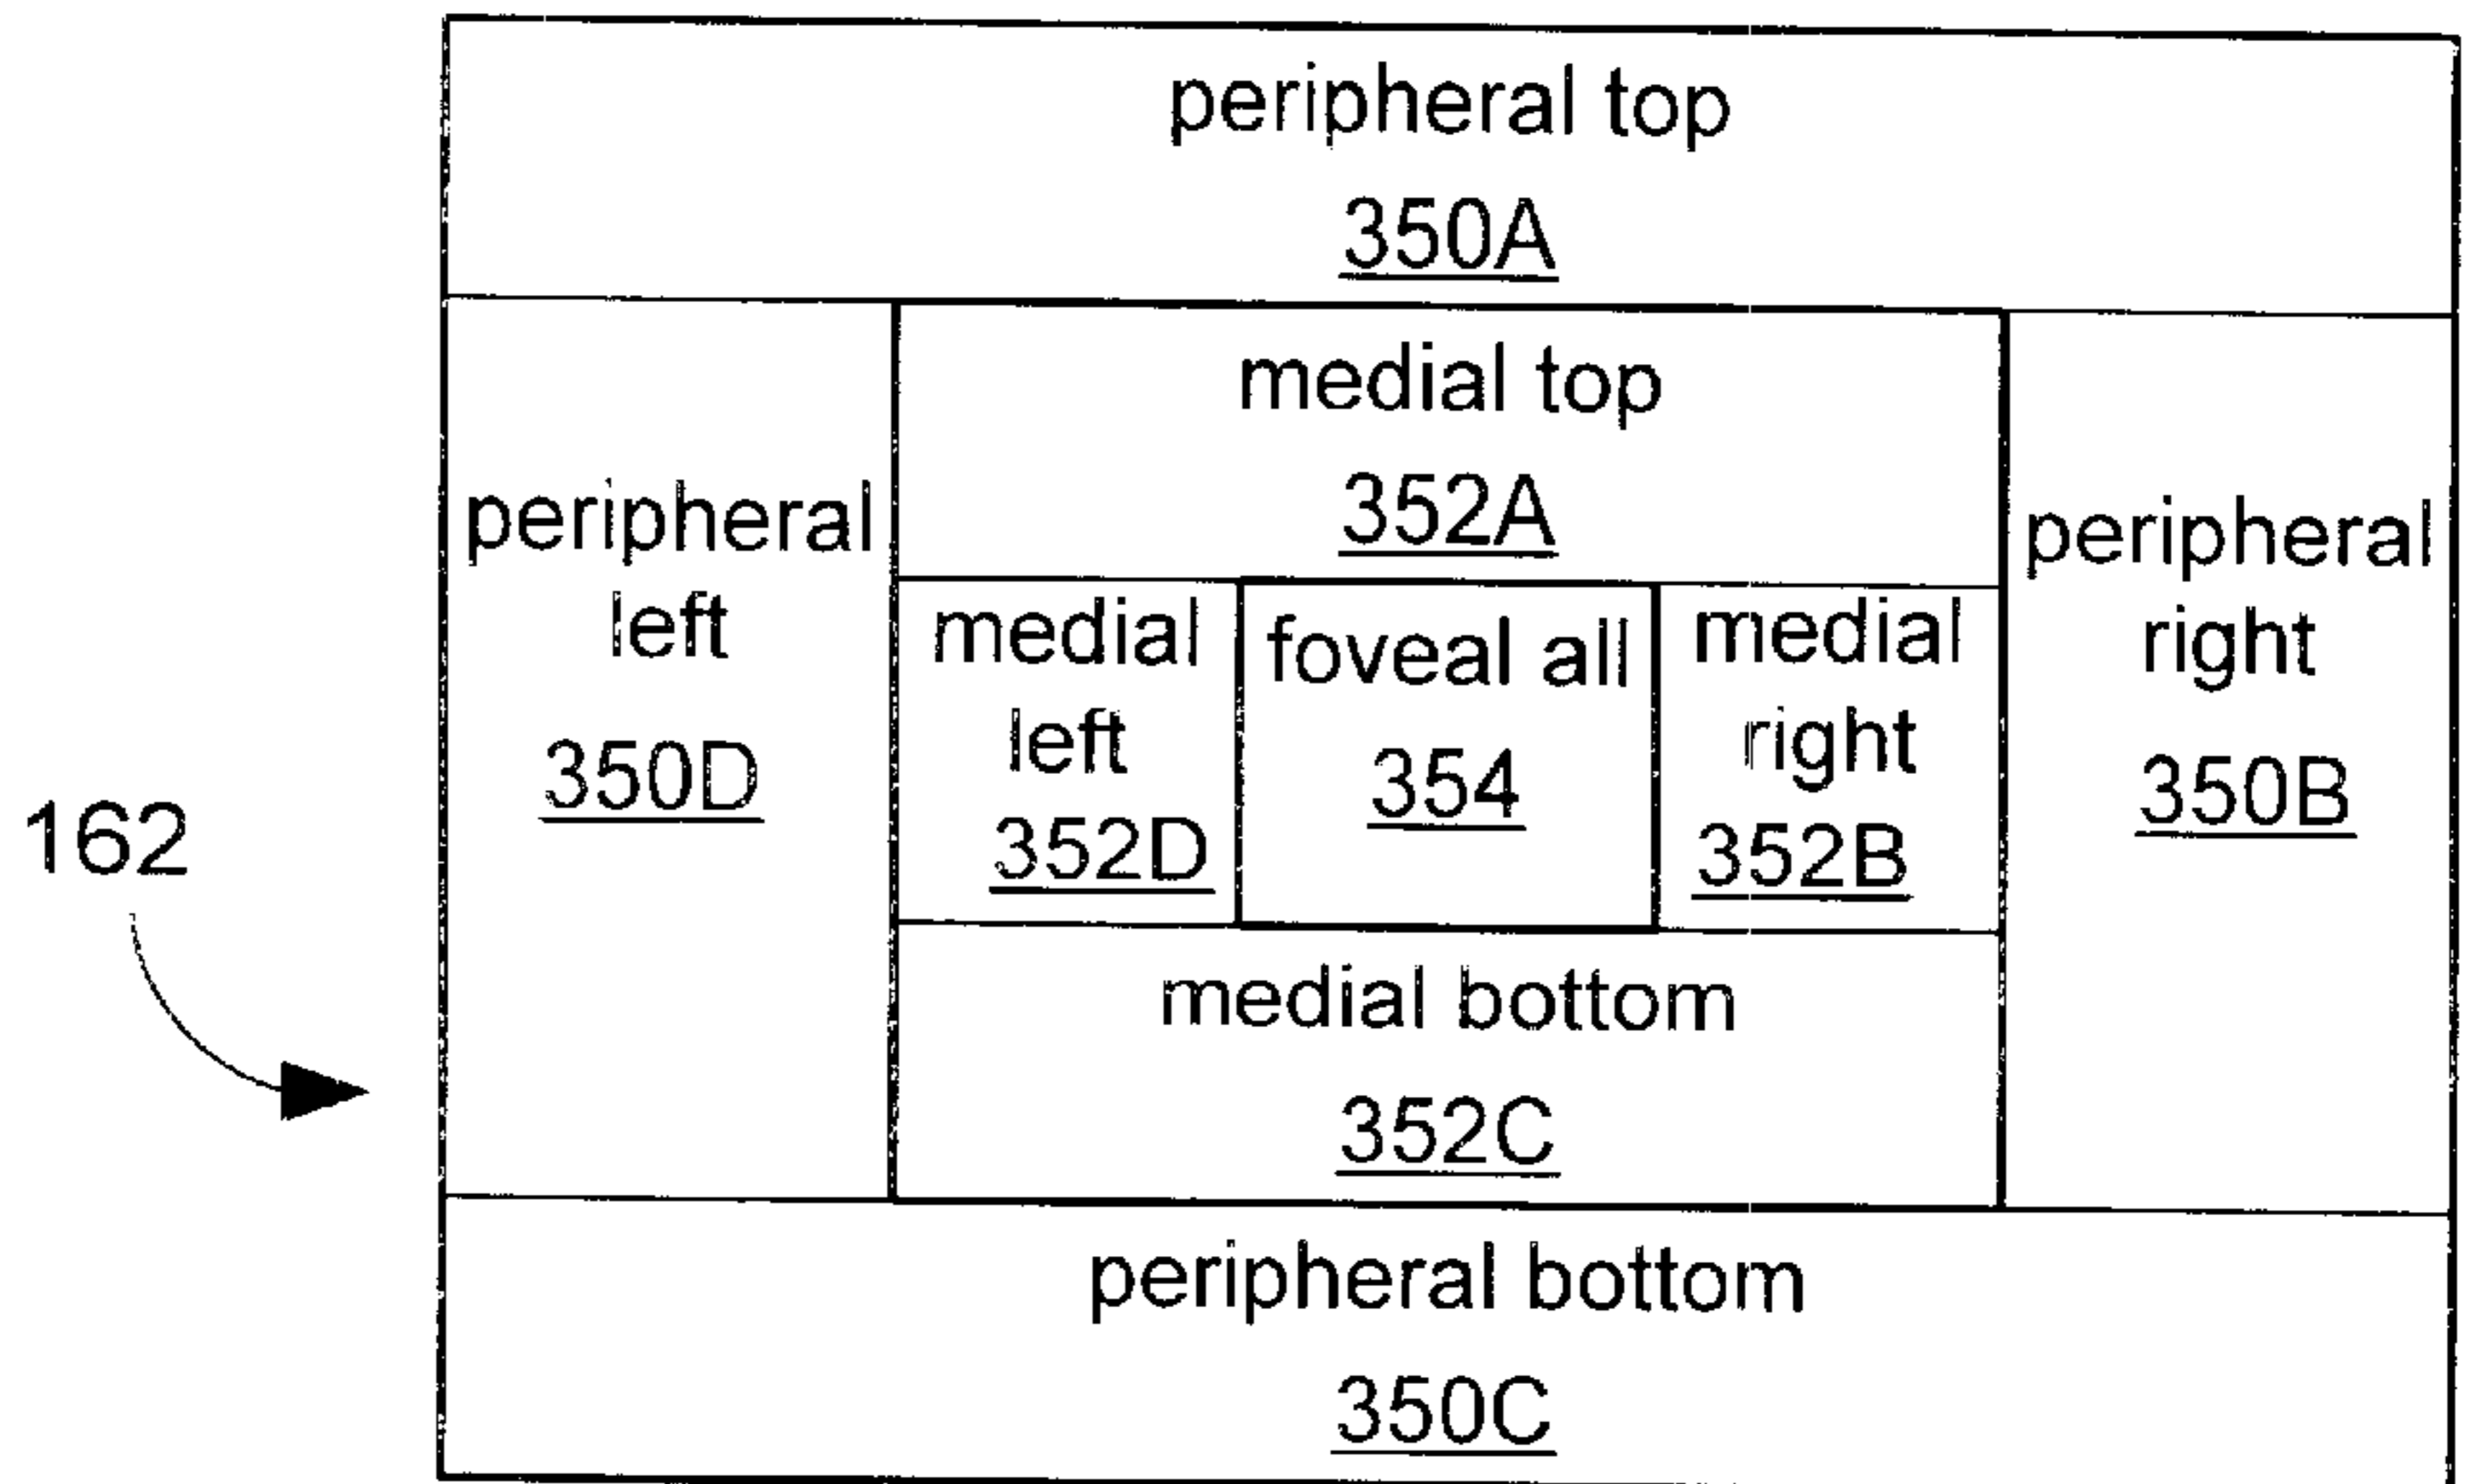 peripheral top
350A
medial top
352A
peripheral
left
350D
medial
left
352D
foveal all
354
medial
right
352B
peripheral
right
350B
162
medial bottom
352C
peripheral bottom
350C